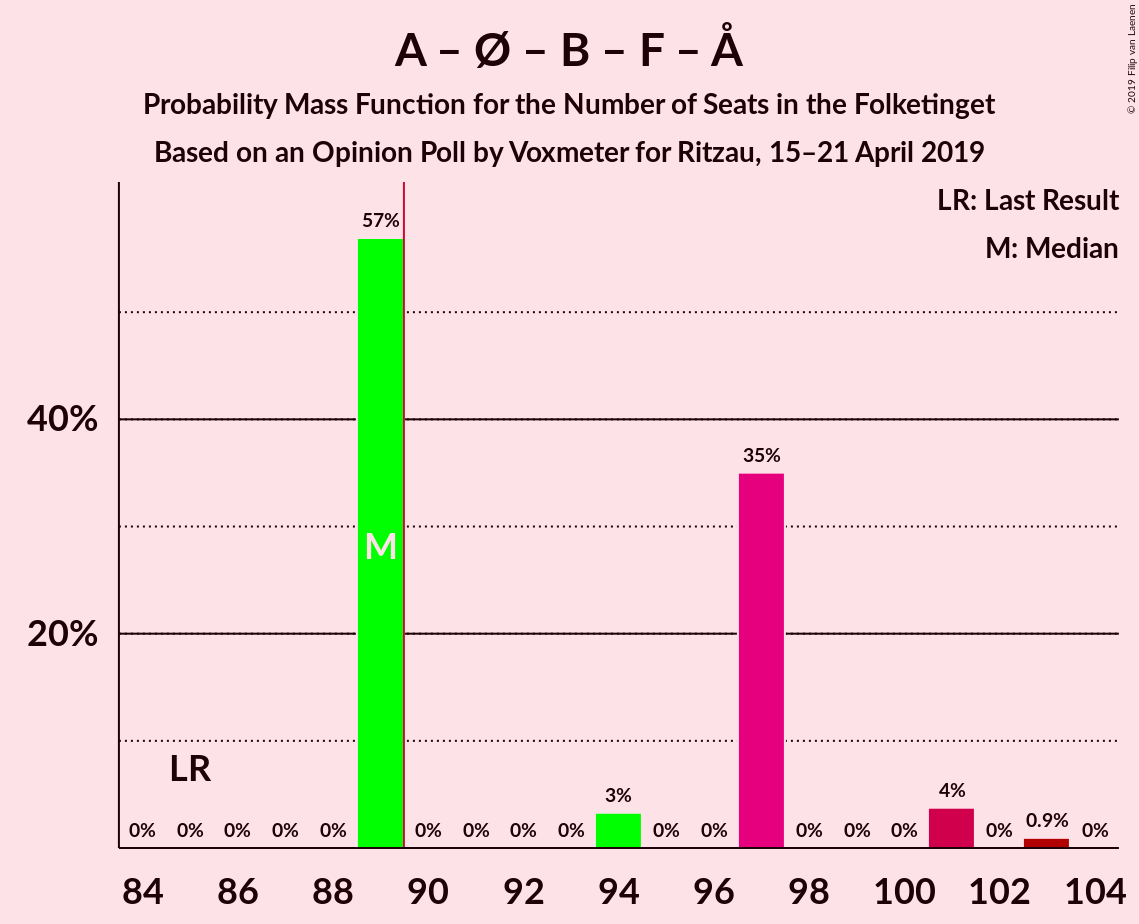 A – Ø – B – F – Å
Probability Mass Function for the Number of Seats in the Folketinget
Based on an Opinion Poll by Voxmeter for Ritzau, 15–21 April 2019
© 2019 Filip van Laenen
LR: Last Result
M: Median
57%
40%
35%
M
20%
LR
3%
4%
0.9%
0% 0% 0% 0% 0% 0% 0% 0% 0% 0% 0% 0% 0% 0% 0% 0%
84 86 88 90 92 94 96 98 100 102 104